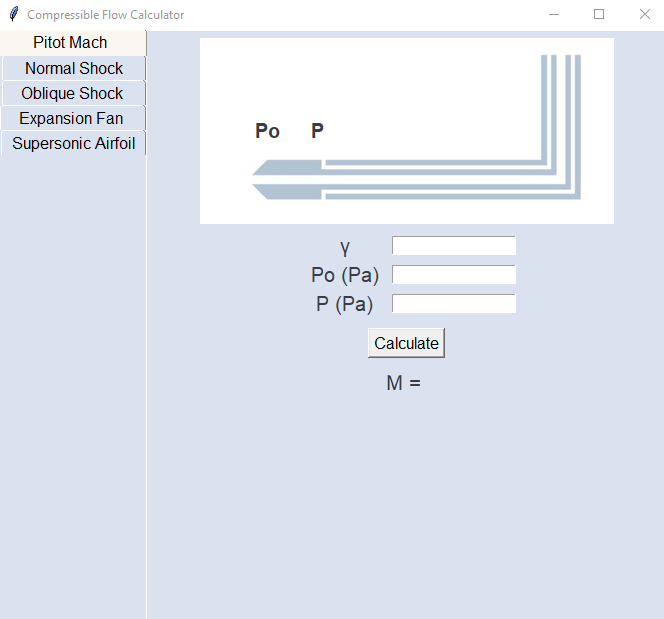 Compressible Flow Calculator
Pitot Mach
Normal Shock
Oblique Shock
Expansion Fan
Supersonic Airfoil
Po P
γ
Po (Pa)
P (Pa)
Calculate
M =